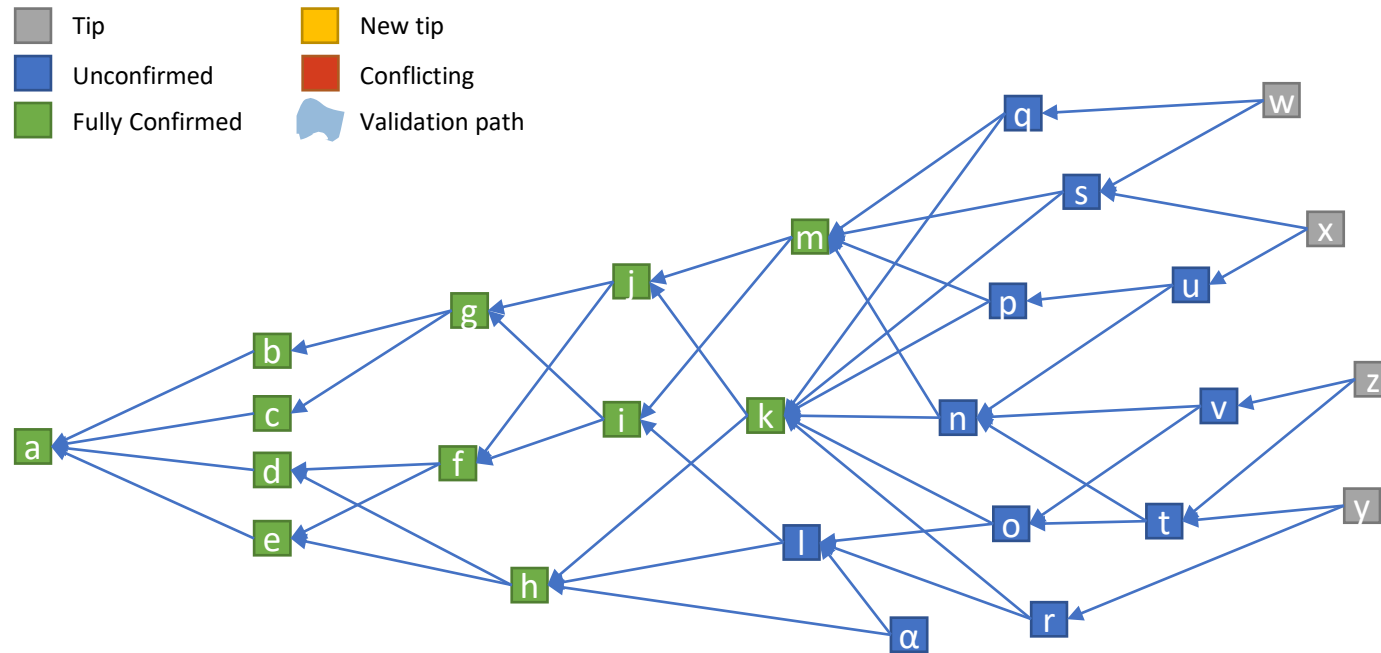 Tip
New tip
Unconfirmed
Conflicting
Fully Confirmed
Validation path
w
q
s
x
m
u
j
p
g
b
z
v
c
i
k
n
a
f
d
y
t
o
e
l
h
r
α